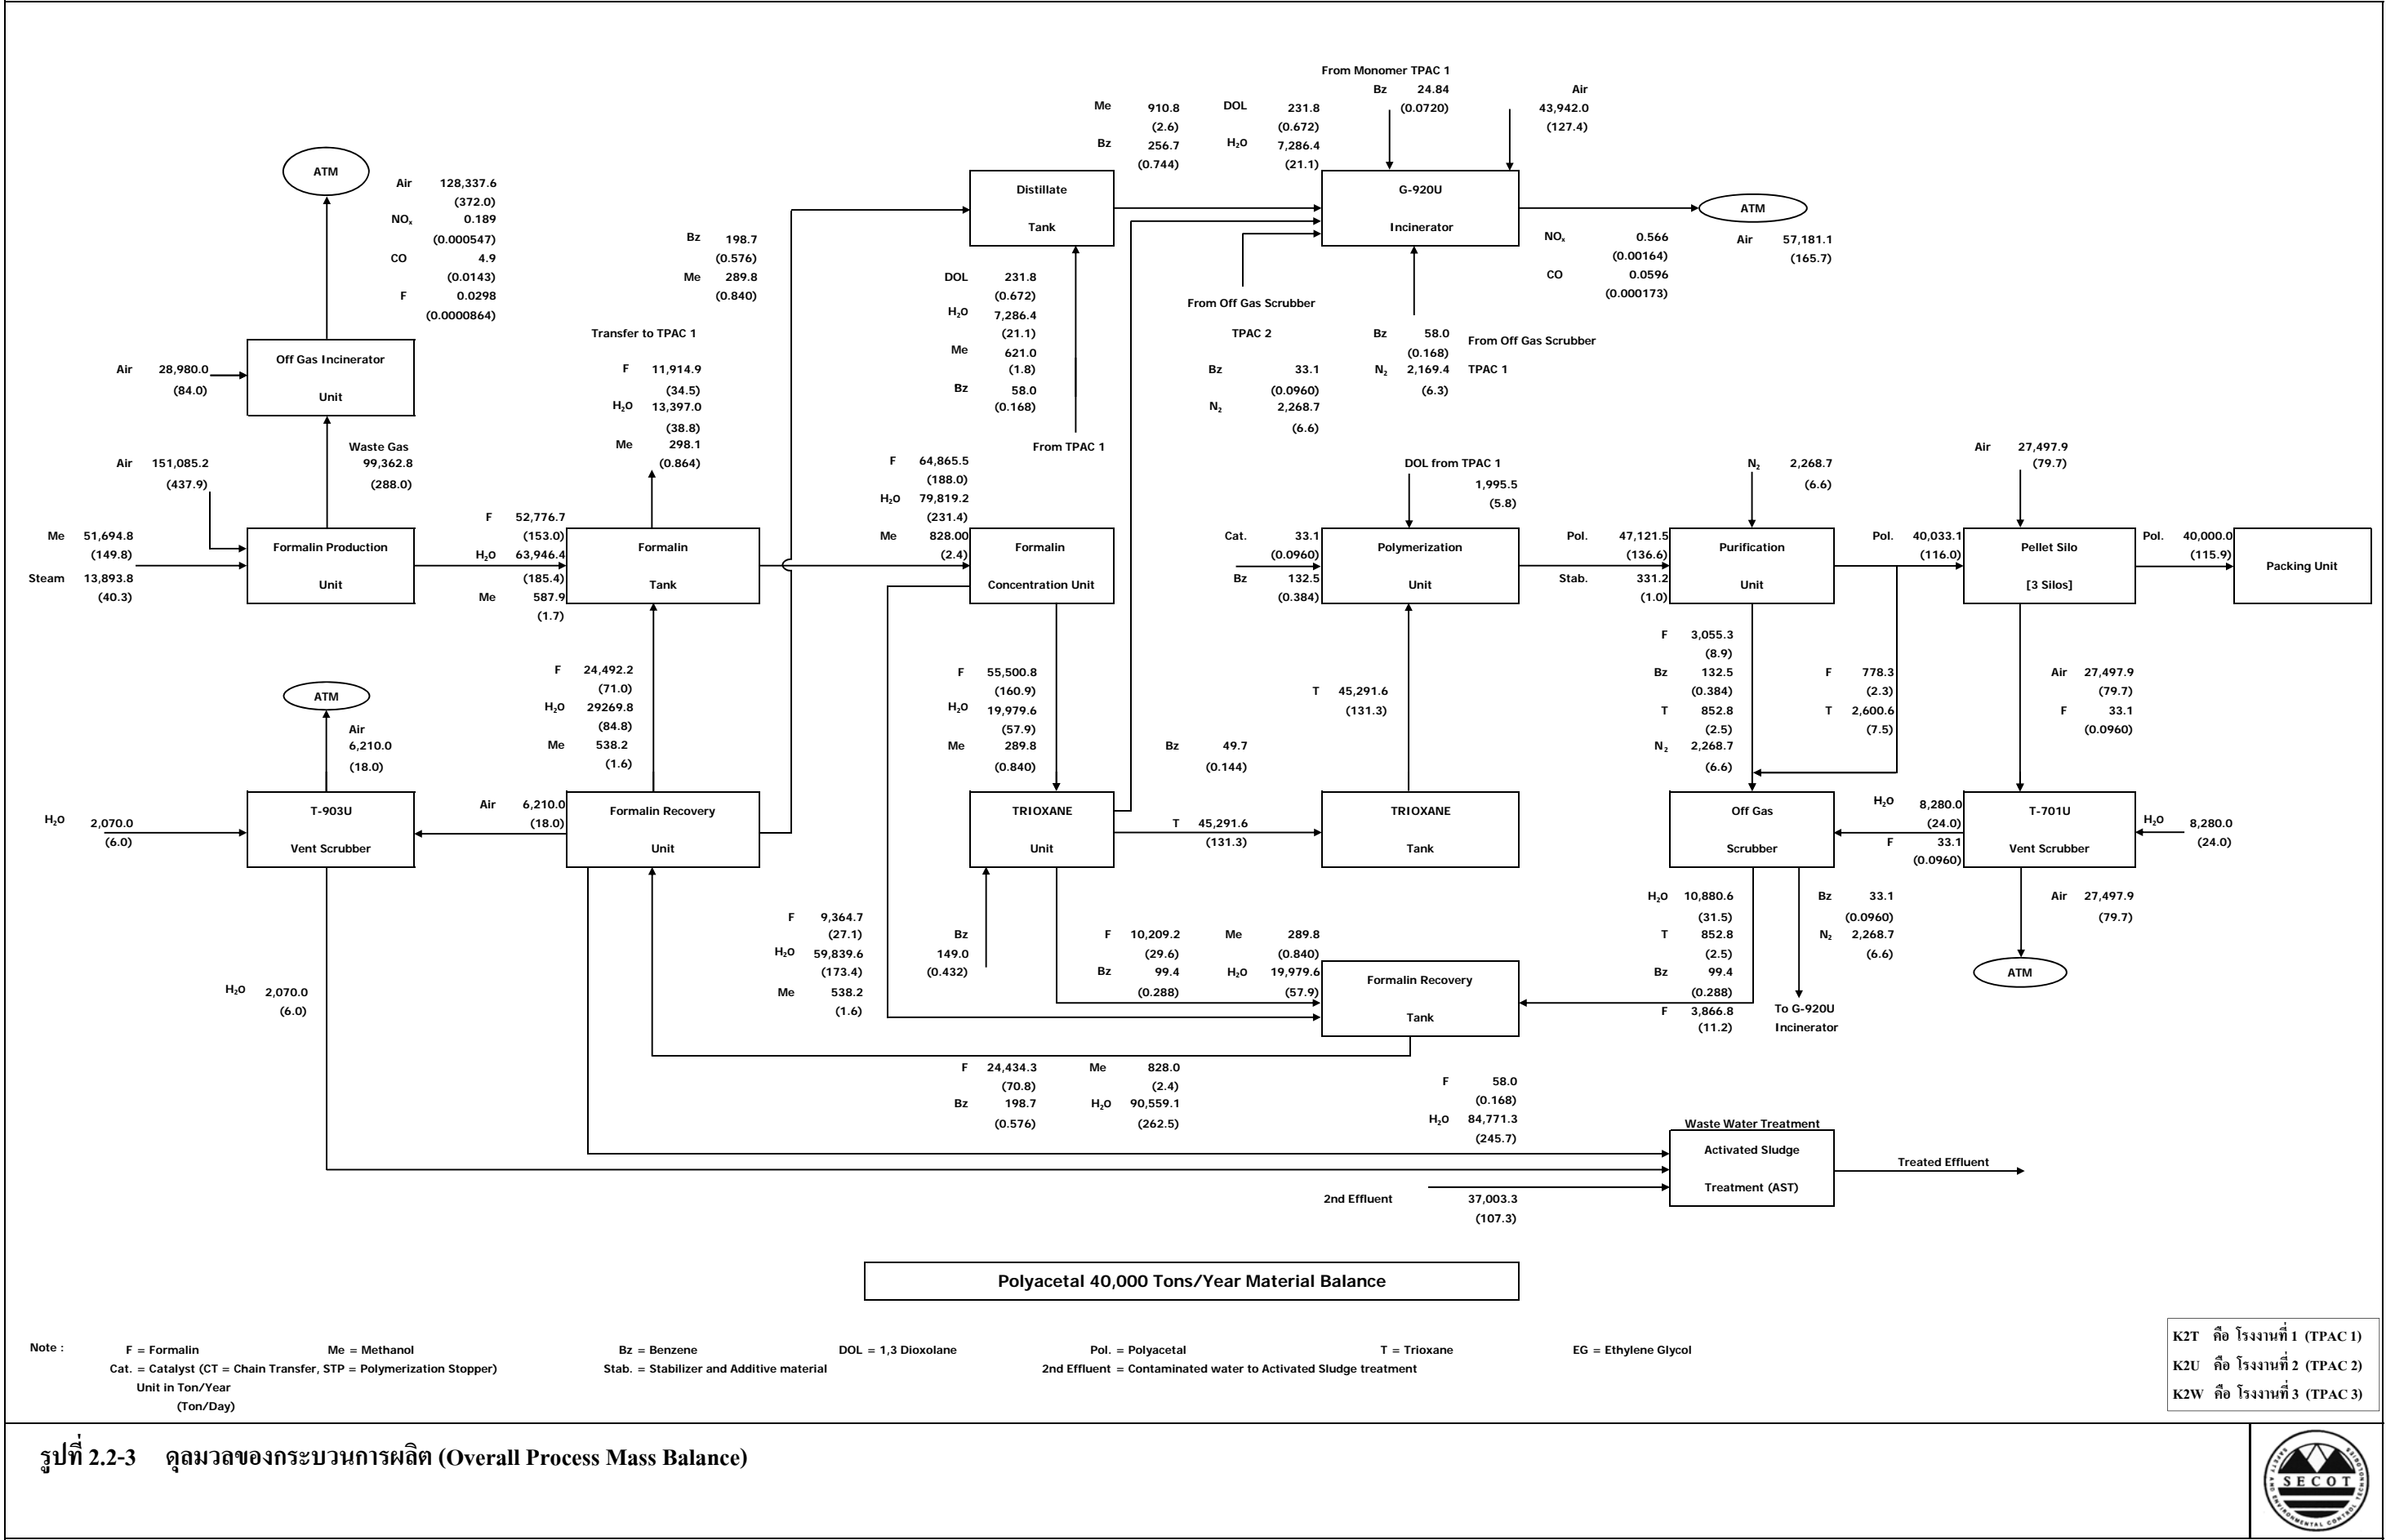 From Monomer TPAC 1
Bz 24.84
(0.0720)
Air
43,942.0
(127.4)
Me 910.8
(2.6)
Bz 256.7
(0.744)
DOL 231.8
(0.672)
H₂O 7,286.4
(21.1)
ATM
Air 128,337.6
(372.0)
NOₓ 0.189
(0.000547)
CO 4.9
(0.0143)
F 0.0298
(0.0000864)
Bz 198.7
(0.576)
Me 289.8
(0.840)
Distillate
Tank
G-920U
Incinerator
ATM
NOₓ 0.566
(0.00164)
CO 0.0596
(0.000173)
Air 57,181.1
(165.7)
DOL 231.8
(0.672)
H₂O 7,286.4
(21.1)
Me 621.0
(1.8)
Bz 58.0
(0.168)
From TPAC 1
From Off Gas Scrubber
TPAC 2
Bz 33.1
(0.0960)
N₂ 2,268.7
(6.6)
Bz 58.0
(0.168)
N₂ 2,169.4
(6.3)
From Off Gas Scrubber
TPAC 1
Off Gas Incinerator
Unit
Air 28,980.0
(84.0)
Transfer to TPAC 1
F 11,914.9
(34.5)
H₂O 13,397.0
(38.8)
Me 298.1
(0.864)
Waste Gas
99,362.8
(288.0)
Air 151,085.2
(437.9)
Me 51,694.8
(149.8)
Steam 13,893.8
(40.3)
Formalin Production
Unit
F 52,776.7
(153.0)
H₂O 63,946.4
(185.4)
Me 587.9
(1.7)
Formalin
Tank
F 64,865.5
(188.0)
H₂O 79,819.2
(231.4)
Me 828.00
(2.4)
Formalin
Concentration Unit
DOL from TPAC 1
1,995.5
(5.8)
Cat. 33.1
(0.0960)
Bz 132.5
(0.384)
Polymerization
Unit
Pol. 47,121.5
(136.6)
Stab. 331.2
(1.0)
N₂ 2,268.7
(6.6)
Purification
Unit
Pol. 40,033.1
(116.0)
Air 27,497.9
(79.7)
Pellet Silo
[3 Silos]
Pol. 40,000.0
(115.9)
Packing Unit
ATM
Air
6,210.0
(18.0)
F 24,492.2
(71.0)
H₂O 29269.8
(84.8)
Me 538.2
(1.6)
F 55,500.8
(160.9)
H₂O 19,979.6
(57.9)
Me 289.8
(0.840)
Bz 49.7
(0.144)
T 45,291.6
(131.3)
F 3,055.3
(8.9)
Bz 132.5
(0.384)
T 852.8
(2.5)
N₂ 2,268.7
(6.6)
F 778.3
(2.3)
T 2,600.6
(7.5)
Air 27,497.9
(79.7)
F 33.1
(0.0960)
H₂O 2,070.0
(6.0)
T-903U
Vent Scrubber
Air 6,210.0
(18.0)
Formalin Recovery
Unit
TRIOXANE
Unit
T 45,291.6
(131.3)
TRIOXANE
Tank
Off Gas
Scrubber
H₂O 8,280.0
(24.0)
F 33.1
(0.0960)
T-701U
Vent Scrubber
H₂O 8,280.0
(24.0)
H₂O 2,070.0
(6.0)
F 9,364.7
(27.1)
H₂O 59,839.6
(173.4)
Me 538.2
(1.6)
Bz
149.0
(0.432)
F 10,209.2
(29.6)
Bz 99.4
(0.288)
Me 289.8
(0.840)
H₂O 19,979.6
(57.9)
Formalin Recovery
Tank
H₂O 10,880.6
(31.5)
T 852.8
(2.5)
Bz 99.4
(0.288)
F 3,866.8
(11.2)
Bz 33.1
(0.0960)
N₂ 2,268.7
(6.6)
To G-920U
Incinerator
Air 27,497.9
(79.7)
ATM
F 24,434.3
(70.8)
Bz 198.7
(0.576)
Me 828.0
(2.4)
H₂O 90,559.1
(262.5)
F 58.0
(0.168)
H₂O 84,771.3
(245.7)
Waste Water Treatment
Activated Sludge
Treatment (AST)
Treated Effluent
2nd Effluent 37,003.3
(107.3)
Polyacetal 40,000 Tons/Year Material Balance
Note : F = Formalin Me = Methanol Bz = Benzene DOL = 1,3 Dioxolane Pol. = Polyacetal T = Trioxane EG = Ethylene Glycol
Cat. = Catalyst (CT = Chain Transfer, STP = Polymerization Stopper) Stab. = Stabilizer and Additive material 2nd Effluent = Contaminated water to Activated Sludge treatment
Unit in Ton/Year
(Ton/Day)
K2T คือ โรงงานที่ 1 (TPAC 1)
K2U คือ โรงงานที่ 2 (TPAC 2)
K2W คือ โรงงานที่ 3 (TPAC 3)
รูปที่ 2.2-3 ดุลมวลของกระบวนการผลิต (Overall Process Mass Balance)
SECOT